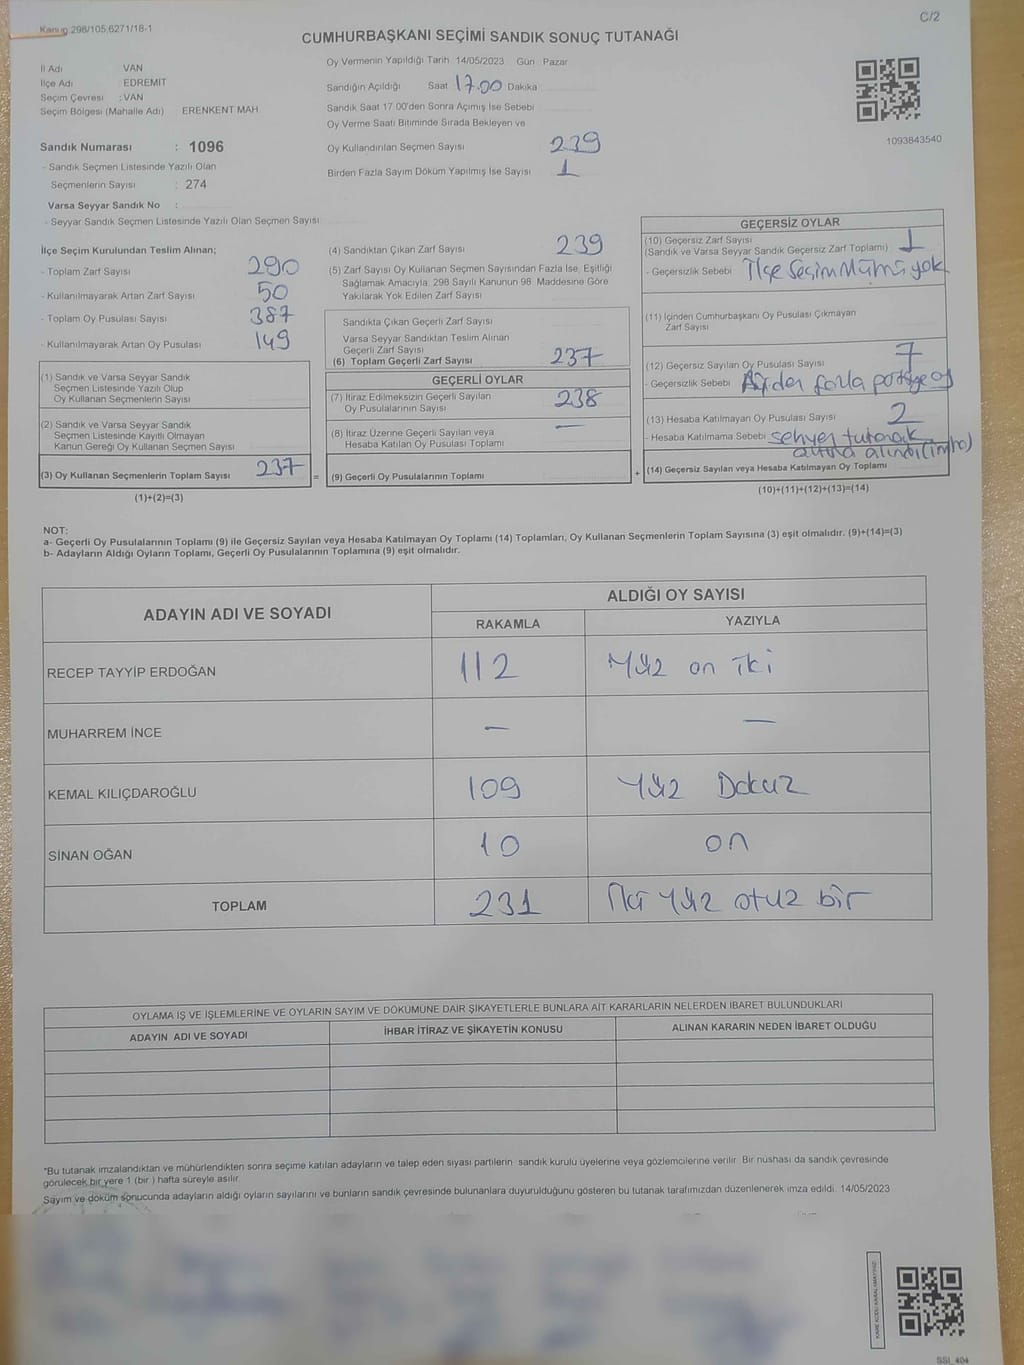 Kanun 298/105,6271/18-1
C/2
CUMHURBAŞKANI SEÇİMİ SANDIK SONUÇ TUTANAĞI
İl Adı VAN
İlçe Adı : EDREMİT
Seçim Çevresi : VAN
Seçim Bölgesi (Mahalle Adı) : ERENKENT MAH.
Sandık Numarası : 1096
- Sandık Seçmen Listesinde Yazılı Olan
Seçmenlerin Sayısı : 274
Varsa Seyyar Sandık No :
- Seyyar Sandık Seçmen Listesinde Yazılı Olan Seçmen Sayısı
Oy Vermenin Yapıldığı Tarih : 14/05/2023 Gün : Pazar
Sandığın Açıldığı Saat 17.00 Dakika
Sandık Saat 17:00'den Sonra Açımış İse Sebebi
Oy Verme Saati Bitiminde Sırada Bekleyen ve
Oy Kullandırılan Seçmen Sayısı 239
Birden Fazla Sayım Döküm Yapılmış İse Sayısı 1
1093843540
İlçe Seçim Kurulundan Teslim Alınan;
- Toplam Zarf Sayısı 290
- Kullanılmayarak Artan Zarf Sayısı 50
- Toplam Oy Pusulası Sayısı 387
- Kullanılmayarak Artan Oy Pusulası 149
(1) Sandık ve Varsa Seyyar Sandık
Seçmen Listesinde Yazılı Olup
Oy Kullanan Seçmenlerin Sayısı
(2) Sandık ve Varsa Seyyar Sandık
Seçmen Listesinde Kayıtlı Olmayan
Kanun Gereği Oy Kullanan Seçmen Sayısı
(3) Oy Kullanan Seçmenlerin Toplam Sayısı 237
(1)+(2)=(3)
=
(4) Sandıktan Çıkan Zarf Sayısı 239
(5) Zarf Sayısı Oy Kullanan Seçmen Sayısından Fazla İse, Eşitliği
Sağlamak Amacıyla, 298 Sayılı Kanunun 98. Maddesine Göre
Yakılarak Yok Edilen Zarf Sayısı
Sandıkta Çıkan Geçerli Zarf Sayısı
Varsa Seyyar Sandıktan Teslim Alınan
Geçerli Zarf Sayısı
(6) Toplam Geçerli Zarf Sayısı 237
GEÇERLİ OYLAR
(7) İtiraz Edilmeksizin Geçerli Sayılan
Oy Pusulalarının Sayısı 238
(8) İtiraz Üzerine Geçerli Sayılan veya
Hesaba Katılan Oy Pusulası Toplamı —
(9) Geçerli Oy Pusulalarının Toplamı
+
GEÇERSİZ OYLAR
(10) Geçersiz Zarf Sayısı 1
(Sandık ve Varsa Seyyar Sandık Geçersiz Zarf Toplamı)
- Geçersizlik Sebebi İlçe Seçim Mührü yok
(11) İçinden Cumhurbaşkanı Oy Pusulası Çıkmayan
Zarf Sayısı
(12) Geçersiz Sayılan Oy Pusulası Sayısı 7
- Geçersizlik Sebebi fazla
(13) Hesaba Katılmayan Oy Pusulası Sayısı 2
- Hesaba Katılmama Sebebi sehven tutanak
altına alındı (imha)
(14) Geçersiz Sayılan veya Hesaba Katılmayan Oy Toplamı
(10)+(11)+(12)+(13)=(14)
NOT:
a- Geçerli Oy Pusulalarının Toplamı (9) ile Geçersiz Sayılan veya Hesaba Katılmayan Oy Toplamı (14) Toplamları, Oy Kullanan Seçmenlerin Toplam Sayısına (3) eşit olmalıdır. (9)+(14)=(3)
b- Adayların Aldığı Oyların Toplamı, Geçerli Oy Pusulalarının Toplamına (9) eşit olmalıdır.
ADAYIN ADI VE SOYADI ALDIĞI OY SAYISI
RAKAMLA YAZIYLA
RECEP TAYYİP ERDOĞAN 112 Yüz on iki
MUHARREM İNCE — —
KEMAL KILIÇDAROĞLU 109 Yüz Dokuz
SİNAN OĞAN 10 on
TOPLAM 231 İki Yüz otuz bir
OYLAMA İŞ VE İŞLEMLERİNE VE OYLARIN SAYIM VE DÖKÜMÜNE DAİR ŞİKAYETLERLE BUNLARA AİT KARARLARIN NELERDEN İBARET BULUNDUKLARI
ADAYIN ADI VE SOYADI İHBAR İTİRAZ VE ŞİKAYETİN KONUSU ALINAN KARARIN NEDEN İBARET OLDUĞU
*Bu tutanak imzalandıktan ve mühürlendikten sonra seçime katılan adayların ve talep eden siyasi partilerin sandık kurulu üyelerine veya gözlemcilerine verilir. Bir nüshası da sandık çevresinde
görülecek bir yere 1 (bir ) hafta süreyle asılır.
Sayım ve döküm sonucunda adayların aldığı oyların sayılarını ve bunların sandık çevresinde bulunanlara duyurulduğunu gösteren bu tutanak tarafımızdan düzenlenerek imza edildi. 14/05/2023
KARE KODU KARALAMAYINIZ!
SSİ_404